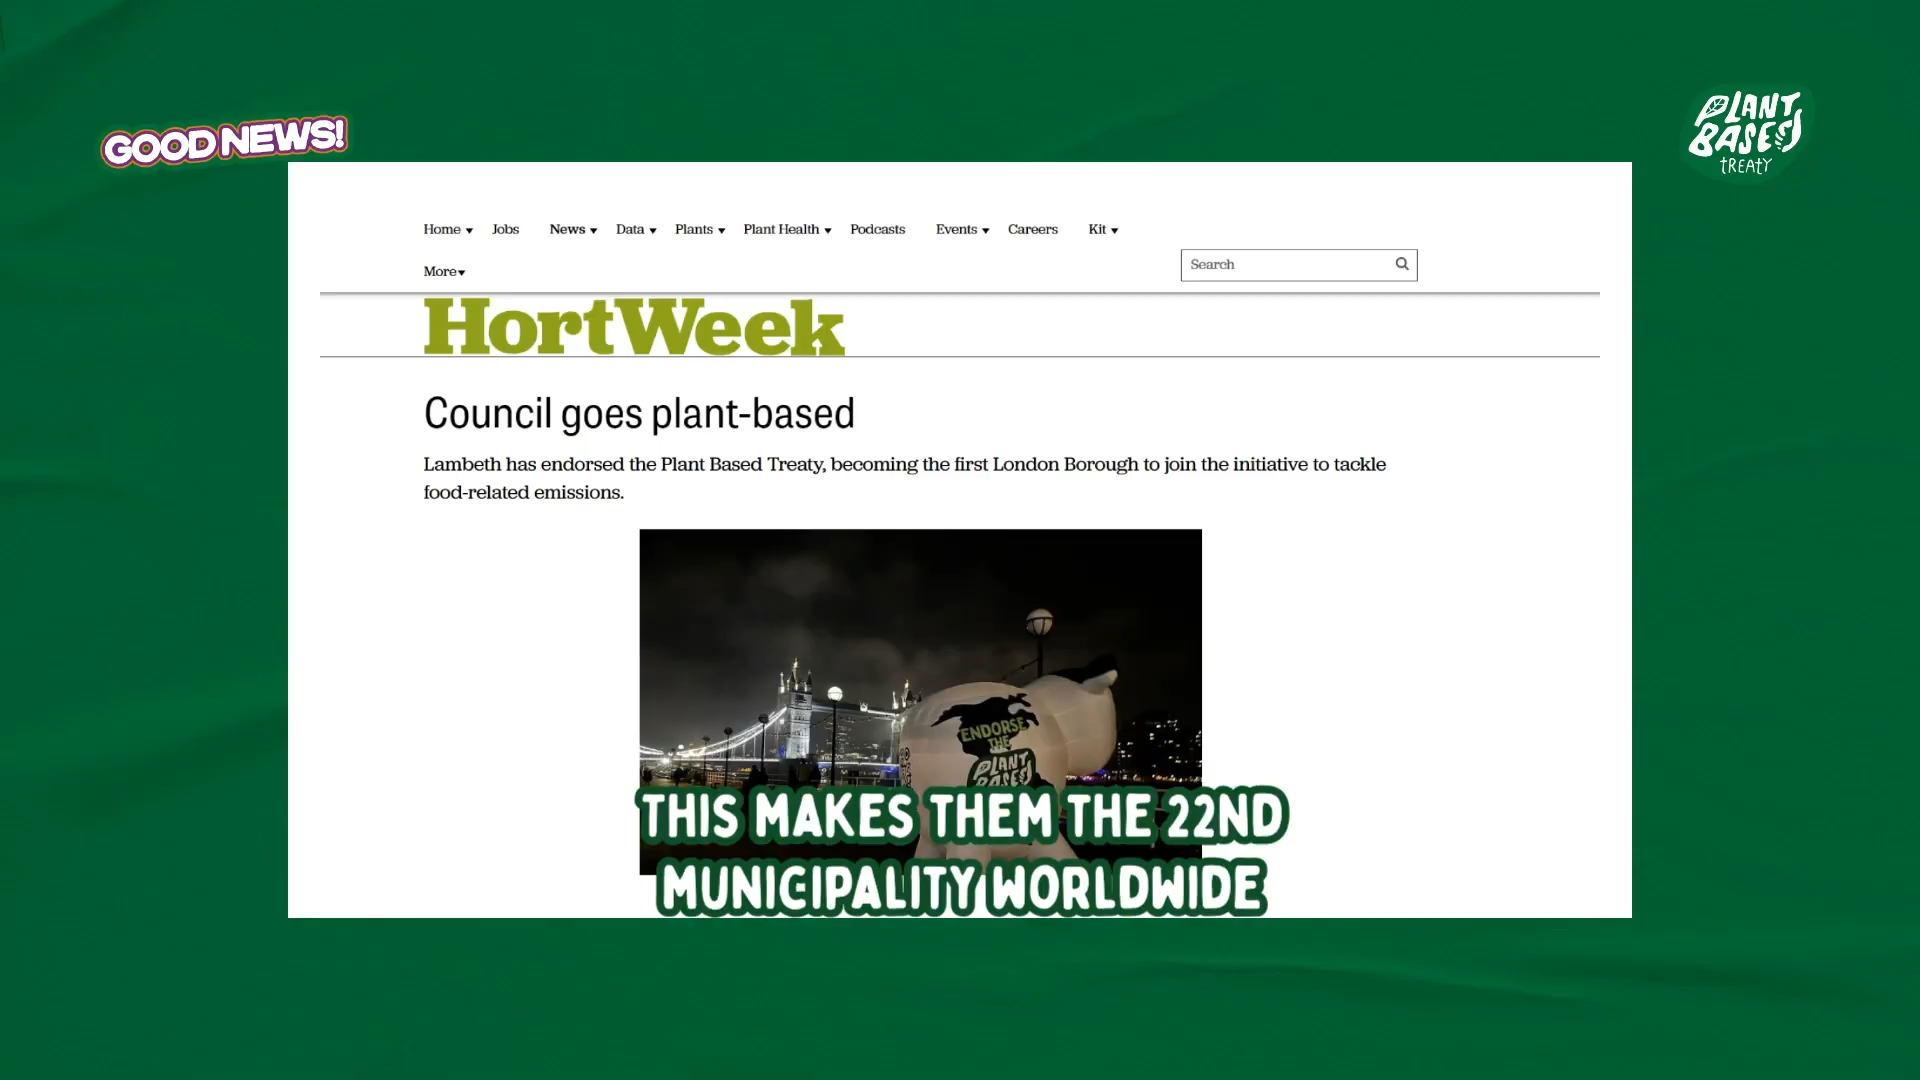 GOOD NEWS!
PLANT
BASED
TREATY
Home Jobs News Data Plants Plant Health Podcasts Events Careers Kit
More
Search
HortWeek
Council goes plant-based
Lambeth has endorsed the Plant Based Treaty, becoming the first London Borough to join the initiative to tackle
food-related emissions.
ENDORSE
THE
PLANT
BASED
THIS MAKES THEM THE 22ND
MUNICIPALITY WORLDWIDE